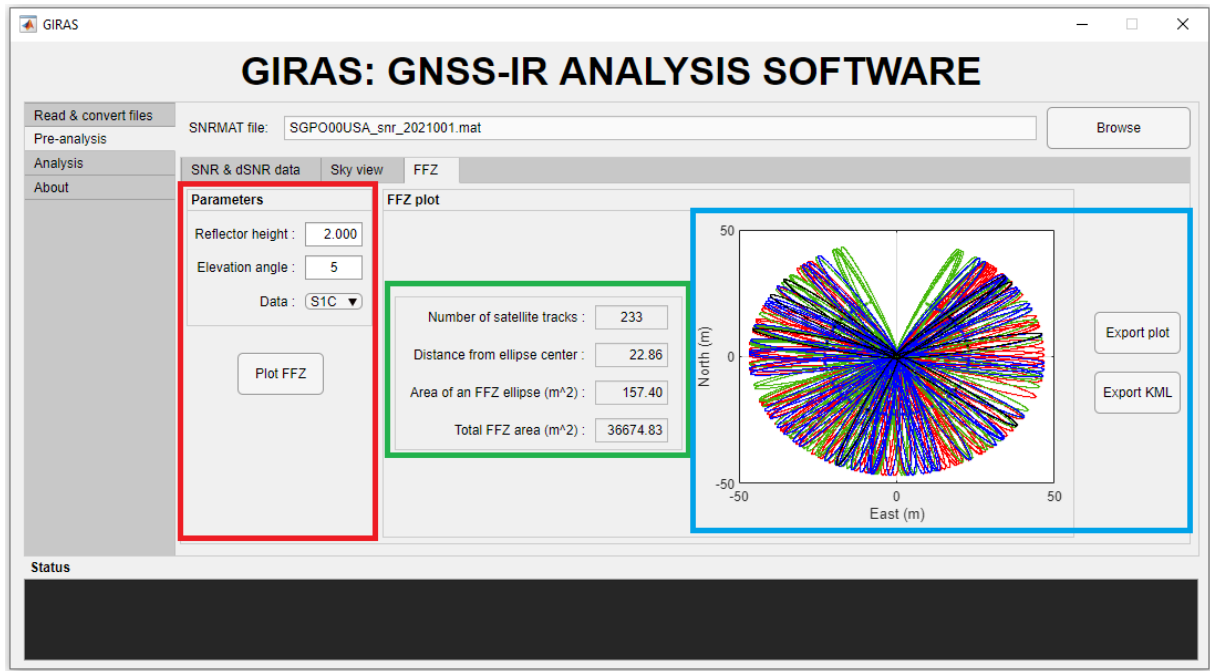 GIRAS
GIRAS: GNSS-IR ANALYSIS SOFTWARE
Read & convert files
Pre-analysis
Analysis
About
SNRMAT file: SGPO00USA_snr_2021001.mat
Browse
SNR & dSNR data Sky view FFZ
Parameters
Reflector height : 2.000
Elevation angle : 5
Data : S1C
Plot FFZ
FFZ plot
Number of satellite tracks : 233
Distance from ellipse center : 22.86
Area of an FFZ ellipse (m^2) : 157.40
Total FFZ area (m^2) : 36674.83
50
0
-50
North (m)
-50 0 50
East (m)
Export plot
Export KML
Status